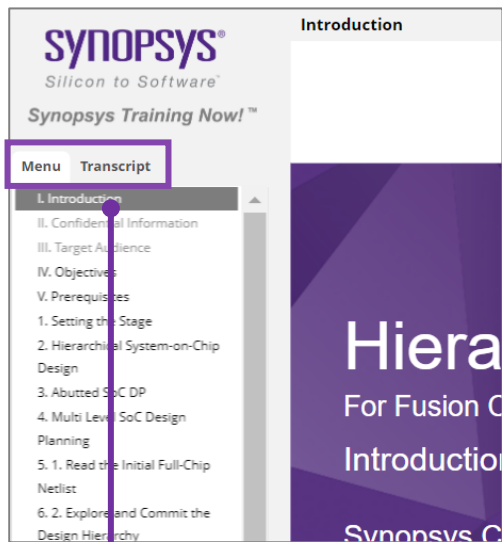 SYNOPSYS®
Silicon to Software™
Synopsys Training Now!™
Menu Transcript
I. Introduction
II. Confidential Information
III. Target Audience
IV. Objectives
V. Prerequisites
1. Setting the Stage
2. Hierarchical System-on-Chip
Design
3. Abutted SoC DP
4. Multi Level SoC Design
Planning
5. 1. Read the Initial Full-Chip
Netlist
6. 2. Explore and Commit the
Design Hierarchy
Introduction
Hiera
For Fusion C
Introduction
Synopsys C